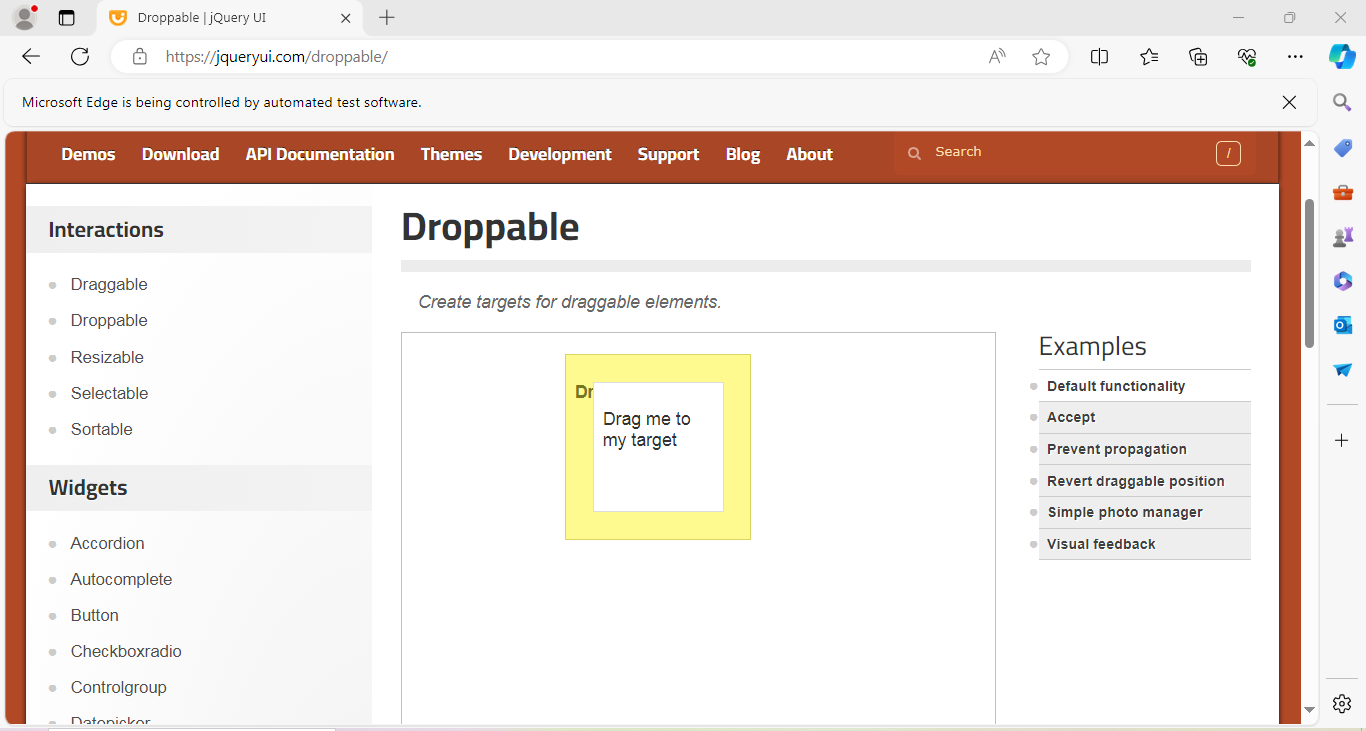 Droppable | jQuery UI
https://jqueryui.com/droppable/
Microsoft Edge is being controlled by automated test software.
Demos Download API Documentation Themes Development Support Blog About Search /
Interactions
Draggable
Droppable
Resizable
Selectable
Sortable
Widgets
Accordion
Autocomplete
Button
Checkboxradio
Controlgroup
Datepicker
Droppable
Create targets for draggable elements.
Dr
Drag me to
my target
Examples
Default functionality
Accept
Prevent propagation
Revert draggable position
Simple photo manager
Visual feedback